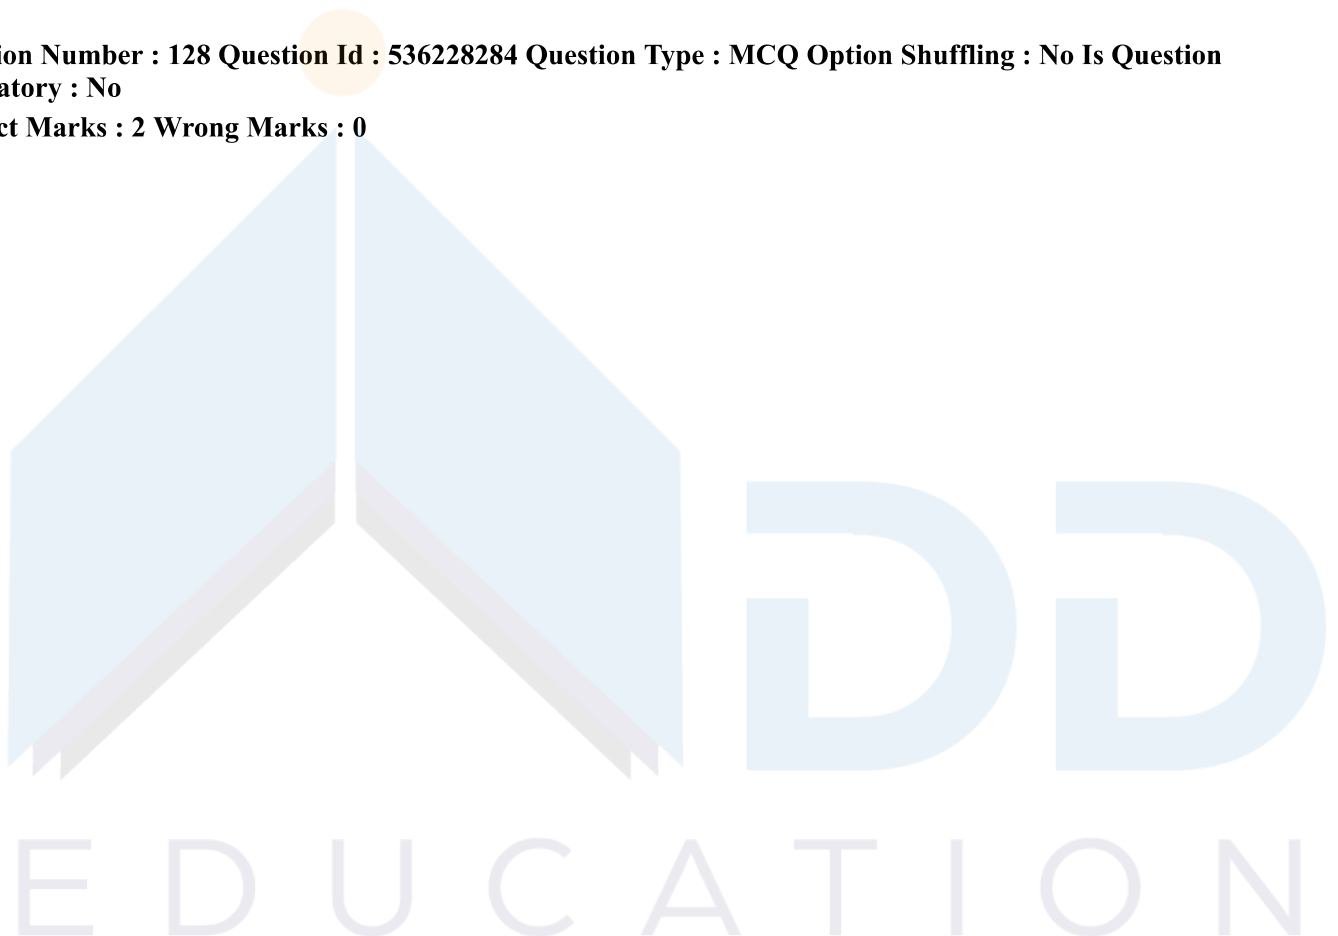 ion Number : 128 Question Id : 536228284 Question Type : MCQ Option Shuffling : No Is Question
atory : No
ct Marks : 2 Wrong Marks : 0
DD
EDUCATION